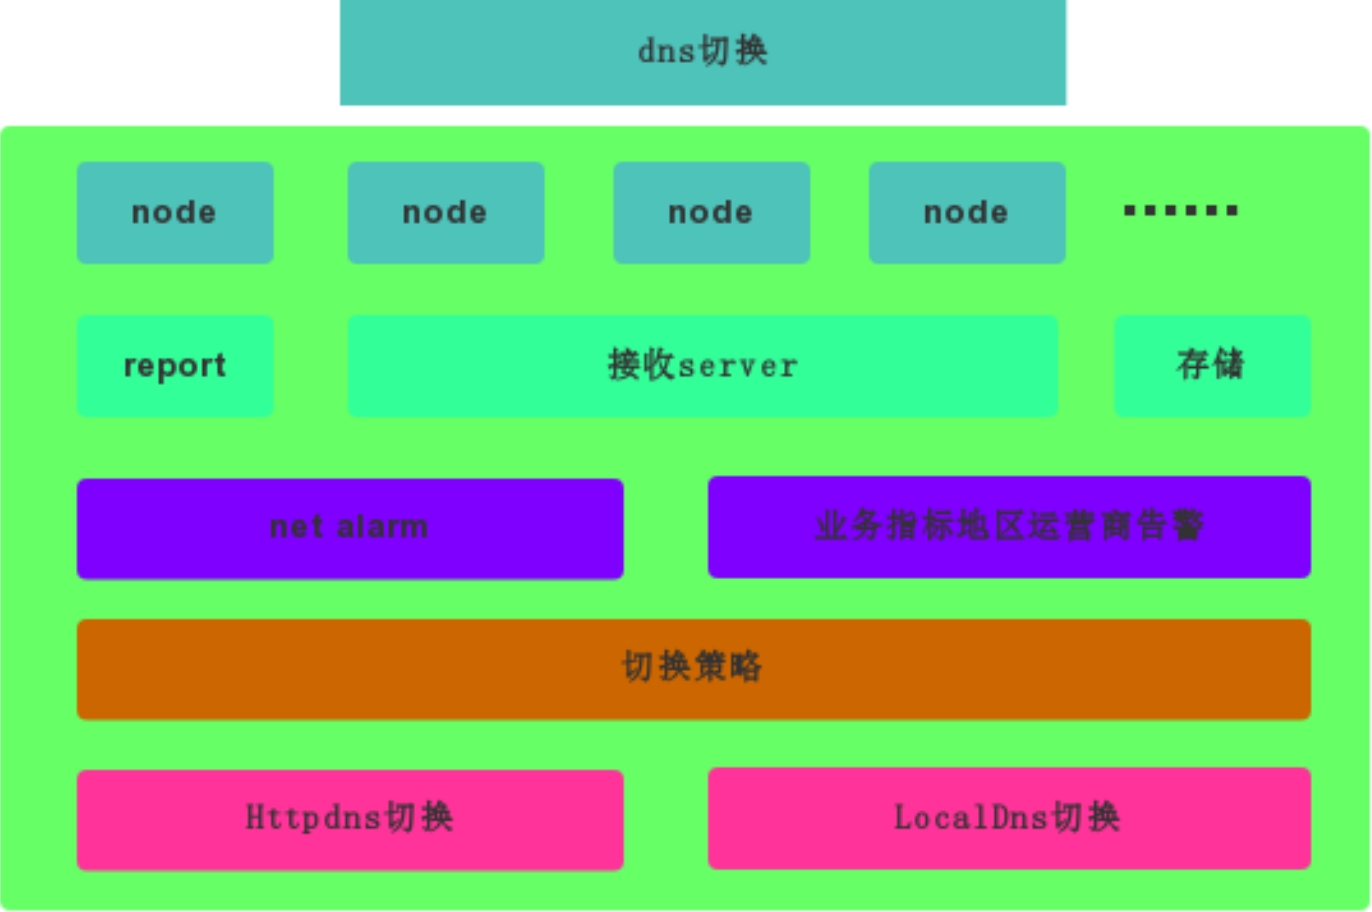 dns切换
node
node
node
node
......
report
接收server
存储
net alarm
业务指标地区运营商告警
切换策略
Httpdns切换
LocalDns切换